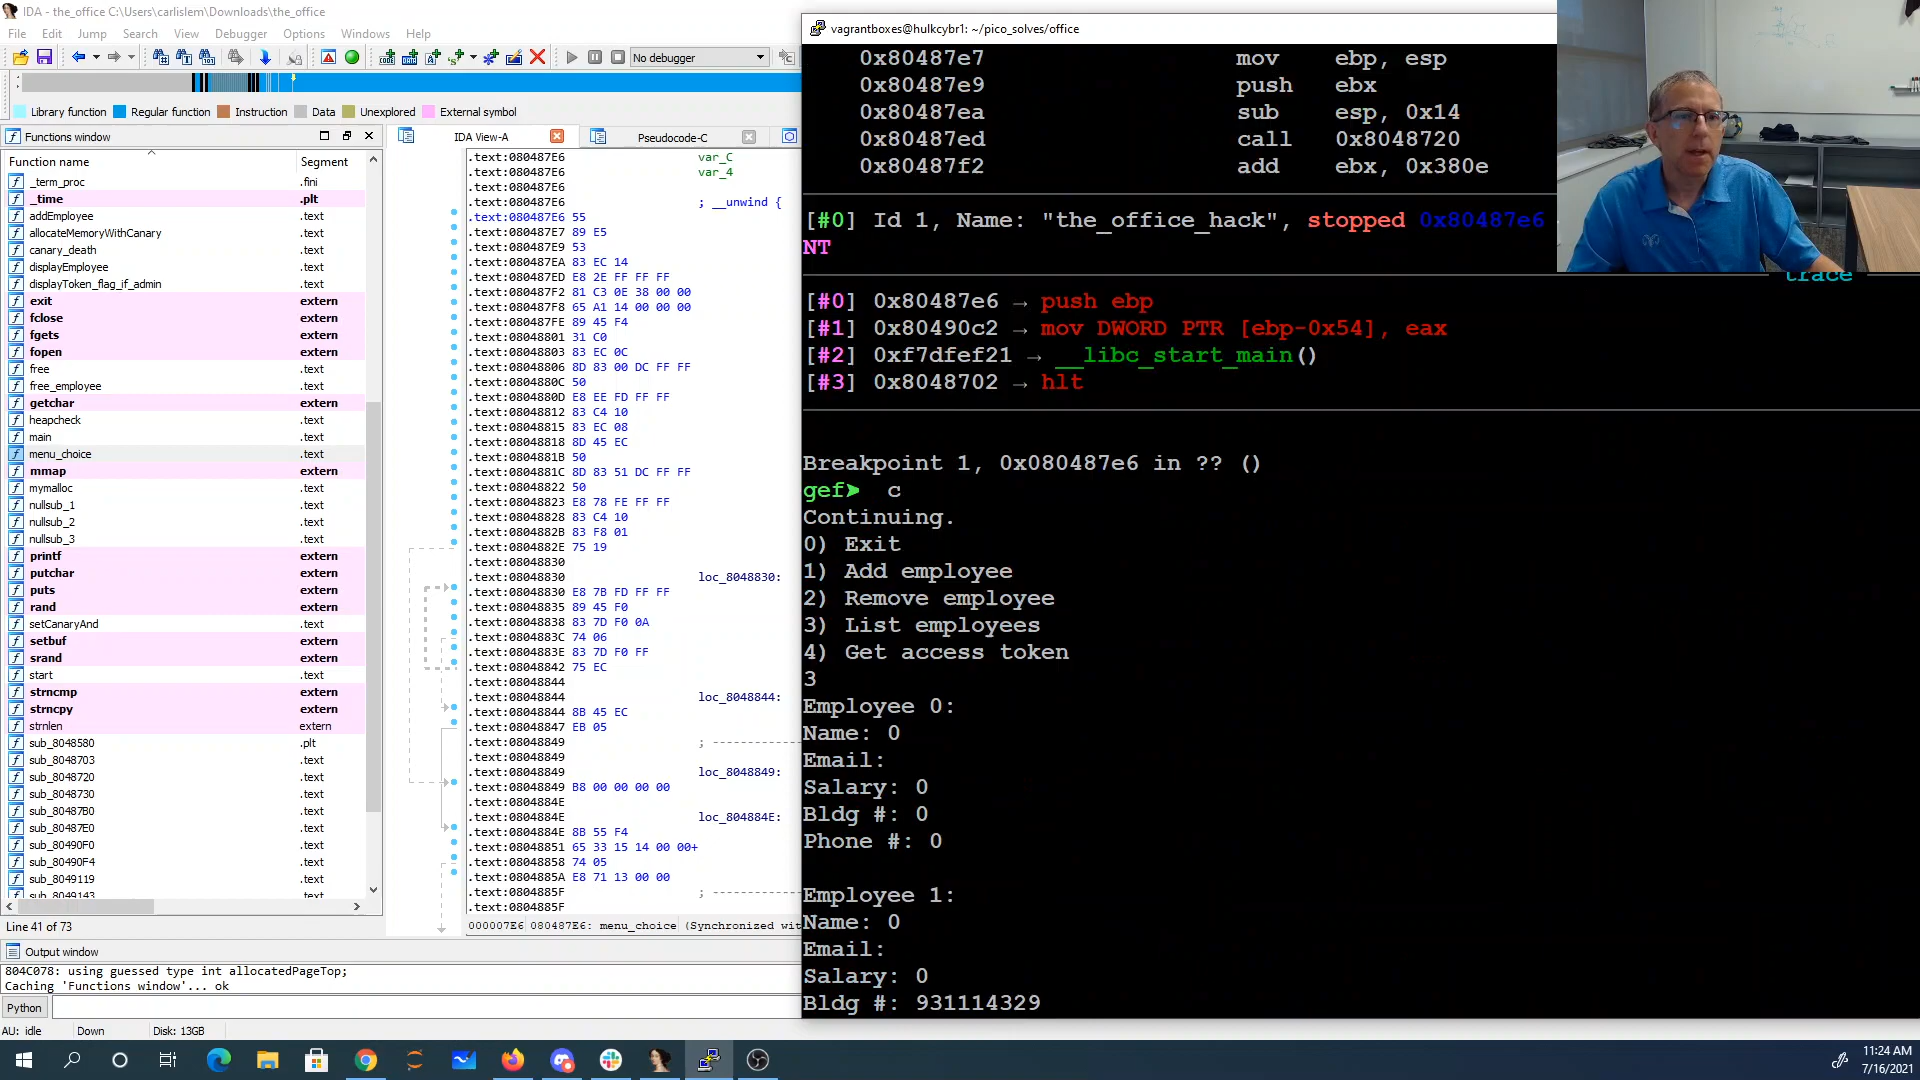 IDA - the_office C:\Users\carlislem\Downloads\the_office
File Edit Jump Search View Debugger Options Windows Help
No debugger
Library function Regular function Instruction Data Unexplored External symbol
Functions window
Function name Segment
_term_proc .fini
_time .plt
addEmployee .text
allocateMemoryWithCanary .text
canary_death .text
displayEmployee .text
displayToken_flag_if_admin .text
exit extern
fclose extern
fgets extern
fopen extern
free .text
free_employee .text
getchar extern
heapcheck .text
main .text
menu_choice .text
mmap extern
mymalloc .text
nullsub_1 .text
nullsub_2 .text
nullsub_3 .text
printf extern
putchar extern
puts extern
rand extern
setCanaryAnd .text
setbuf extern
srand extern
start .text
strncmp extern
strncpy extern
strnlen extern
sub_8048580 .plt
sub_8048703 .text
sub_8048720 .text
sub_8048730 .text
sub_80487B0 .text
sub_80487E0 .text
sub_80490F0 .text
sub_80490F4 .text
sub_8049119 .text
sub_8049143 .text
Line 41 of 73
IDA View-A Pseudocode-C
.text:080487E6 var_C
.text:080487E6 var_4
.text:080487E6
.text:080487E6 ; __unwind {
.text:080487E6 55
.text:080487E7 89 E5
.text:080487E9 53
.text:080487EA 83 EC 14
.text:080487ED E8 2E FF FF FF
.text:080487F2 81 C3 0E 38 00 00
.text:080487F8 65 A1 14 00 00 00
.text:080487FE 89 45 F4
.text:08048801 31 C0
.text:08048803 83 EC 0C
.text:08048806 8D 83 00 DC FF FF
.text:0804880C 50
.text:0804880D E8 EE FD FF FF
.text:08048812 83 C4 10
.text:08048815 83 EC 08
.text:08048818 8D 45 EC
.text:0804881B 50
.text:0804881C 8D 83 51 DC FF FF
.text:08048822 50
.text:08048823 E8 78 FE FF FF
.text:08048828 83 C4 10
.text:0804882B 83 F8 01
.text:0804882E 75 19
.text:08048830
.text:08048830 loc_8048830:
.text:08048830 E8 7B FD FF FF
.text:08048835 89 45 F0
.text:08048838 83 7D F0 0A
.text:0804883C 74 06
.text:0804883E 83 7D F0 FF
.text:08048842 75 EC
.text:08048844
.text:08048844 loc_8048844:
.text:08048844 8B 45 EC
.text:08048847 EB 05
.text:08048849 ; -------------
.text:08048849
.text:08048849 loc_8048849:
.text:08048849 B8 00 00 00 00
.text:0804884E
.text:0804884E loc_804884E:
.text:0804884E 8B 55 F4
.text:08048851 65 33 15 14 00 00+
.text:08048858 74 05
.text:0804885A E8 71 13 00 00
.text:0804885F ; -------------
.text:0804885F
000007E6 080487E6: menu_choice (Synchronized wit
Output window
804C078: using guessed type int allocatedPageTop;
Caching 'Functions window'... ok
Python
AU: idle Down Disk: 13GB
vagrantboxes@hulkcybr1: ~/pico_solves/office
0x80487e7 mov ebp, esp
0x80487e9 push ebx
0x80487ea sub esp, 0x14
0x80487ed call 0x8048720
0x80487f2 add ebx, 0x380e
[#0] Id 1, Name: "the_office_hack", stopped 0x80487e6
NT
trace
[#0] 0x80487e6 → push ebp
[#1] 0x80490c2 → mov DWORD PTR [ebp-0x54], eax
[#2] 0xf7dfef21 → __libc_start_main()
[#3] 0x8048702 → hlt
Breakpoint 1, 0x080487e6 in ?? ()
gef➤ c
Continuing.
0) Exit
1) Add employee
2) Remove employee
3) List employees
4) Get access token
3
Employee 0:
Name: 0
Email:
Salary: 0
Bldg #: 0
Phone #: 0
Employee 1:
Name: 0
Email:
Salary: 0
Bldg #: 931114329
11:24 AM
7/16/2021